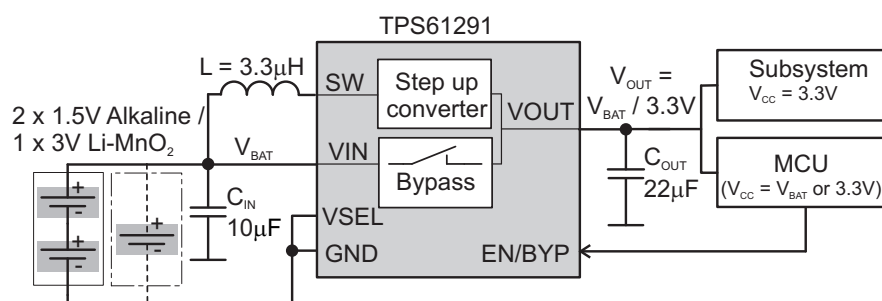 TPS61291
L = 3.3µH
SW
Step up
converter
VOUT
V_OUT =
V_BAT / 3.3V
Subsystem
V_CC = 3.3V
2 x 1.5V Alkaline /
1 x 3V Li-MnO₂
V_BAT
VIN
Bypass
C_IN
10µF
C_OUT
22µF
MCU
(V_CC = V_BAT or 3.3V)
VSEL
GND
EN/BYP
+
-
+
-
+
-